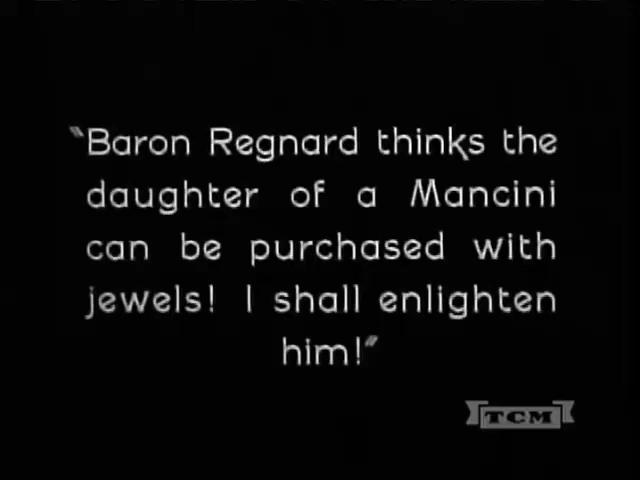 "Baron Regnard thinks the
daughter of a Mancini
can be purchased with
jewels! I shall enlighten
him!"
TCM